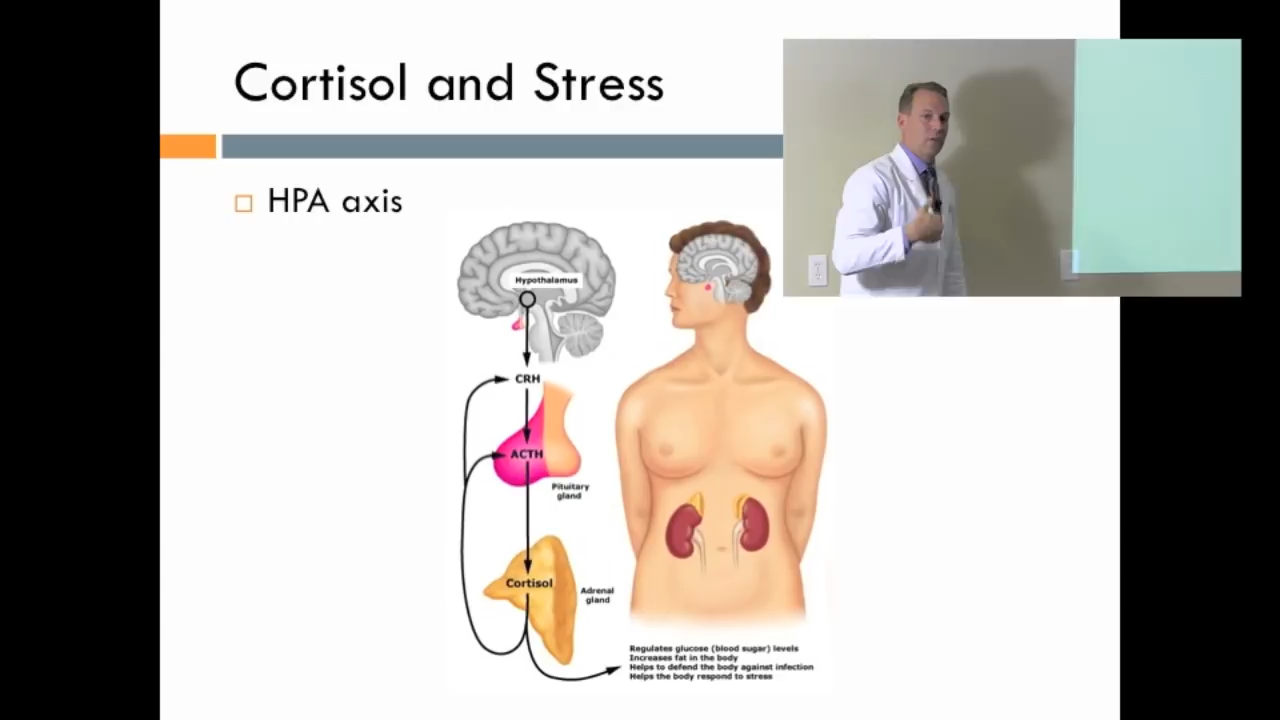 Cortisol and Stress
HPA axis
Hypothalamus
CRH
ACTH
Pituitary
gland
Cortisol
Adrenal
gland
Regulates glucose (blood sugar) levels
Increases fat in the body
Helps to defend the body against infection
Helps the body respond to stress